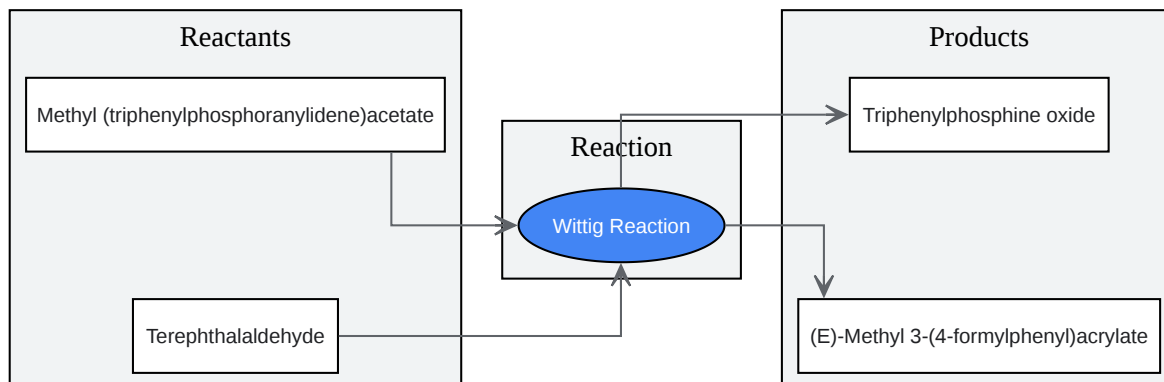 Reactants
Methyl (triphenylphosphoranylidene)acetate
Terephthalaldehyde
Reaction
Wittig Reaction
Products
Triphenylphosphine oxide
(E)-Methyl 3-(4-formylphenyl)acrylate